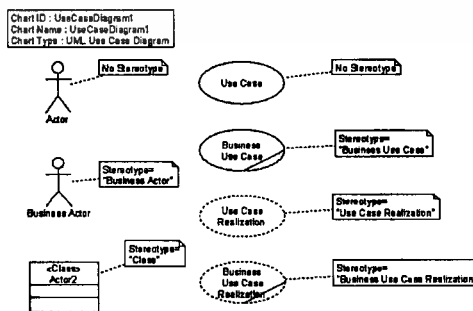 Chart ID : UseCaseDiagram1
Chart Name : UseCaseDiagram1
Chart Type : UML Use Case Diagram
No Stereotype
Actor
Use Case
No Stereotype
Stereotype=
"Business Actor"
Business Actor
Business
Use Case
Stereotype=
"Business Use Case"
Use Case
Realization
Stereotype=
"Use Case Realization"
Stereotype=
"Class"
<Class>
Actor2
Business
Use Case
Realization
Stereotype=
"Business Use Case Realization